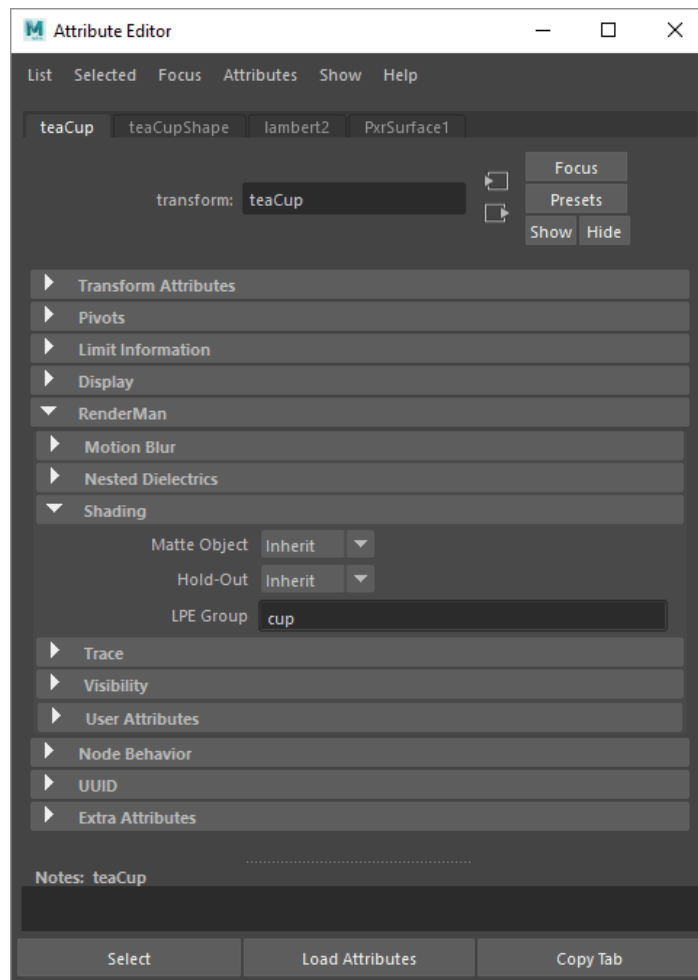 Attribute Editor
List Selected Focus Attributes Show Help
teaCup teaCupShape lambert2 PxrSurface1
Focus
transform: teaCup Presets
Show Hide
Transform Attributes
Pivots
Limit Information
Display
RenderMan
Motion Blur
Nested Dielectrics
Shading
Matte Object Inherit
Hold-Out Inherit
LPE Group cup
Trace
Visibility
User Attributes
Node Behavior
UUID
Extra Attributes
Notes: teaCup
Select Load Attributes Copy Tab